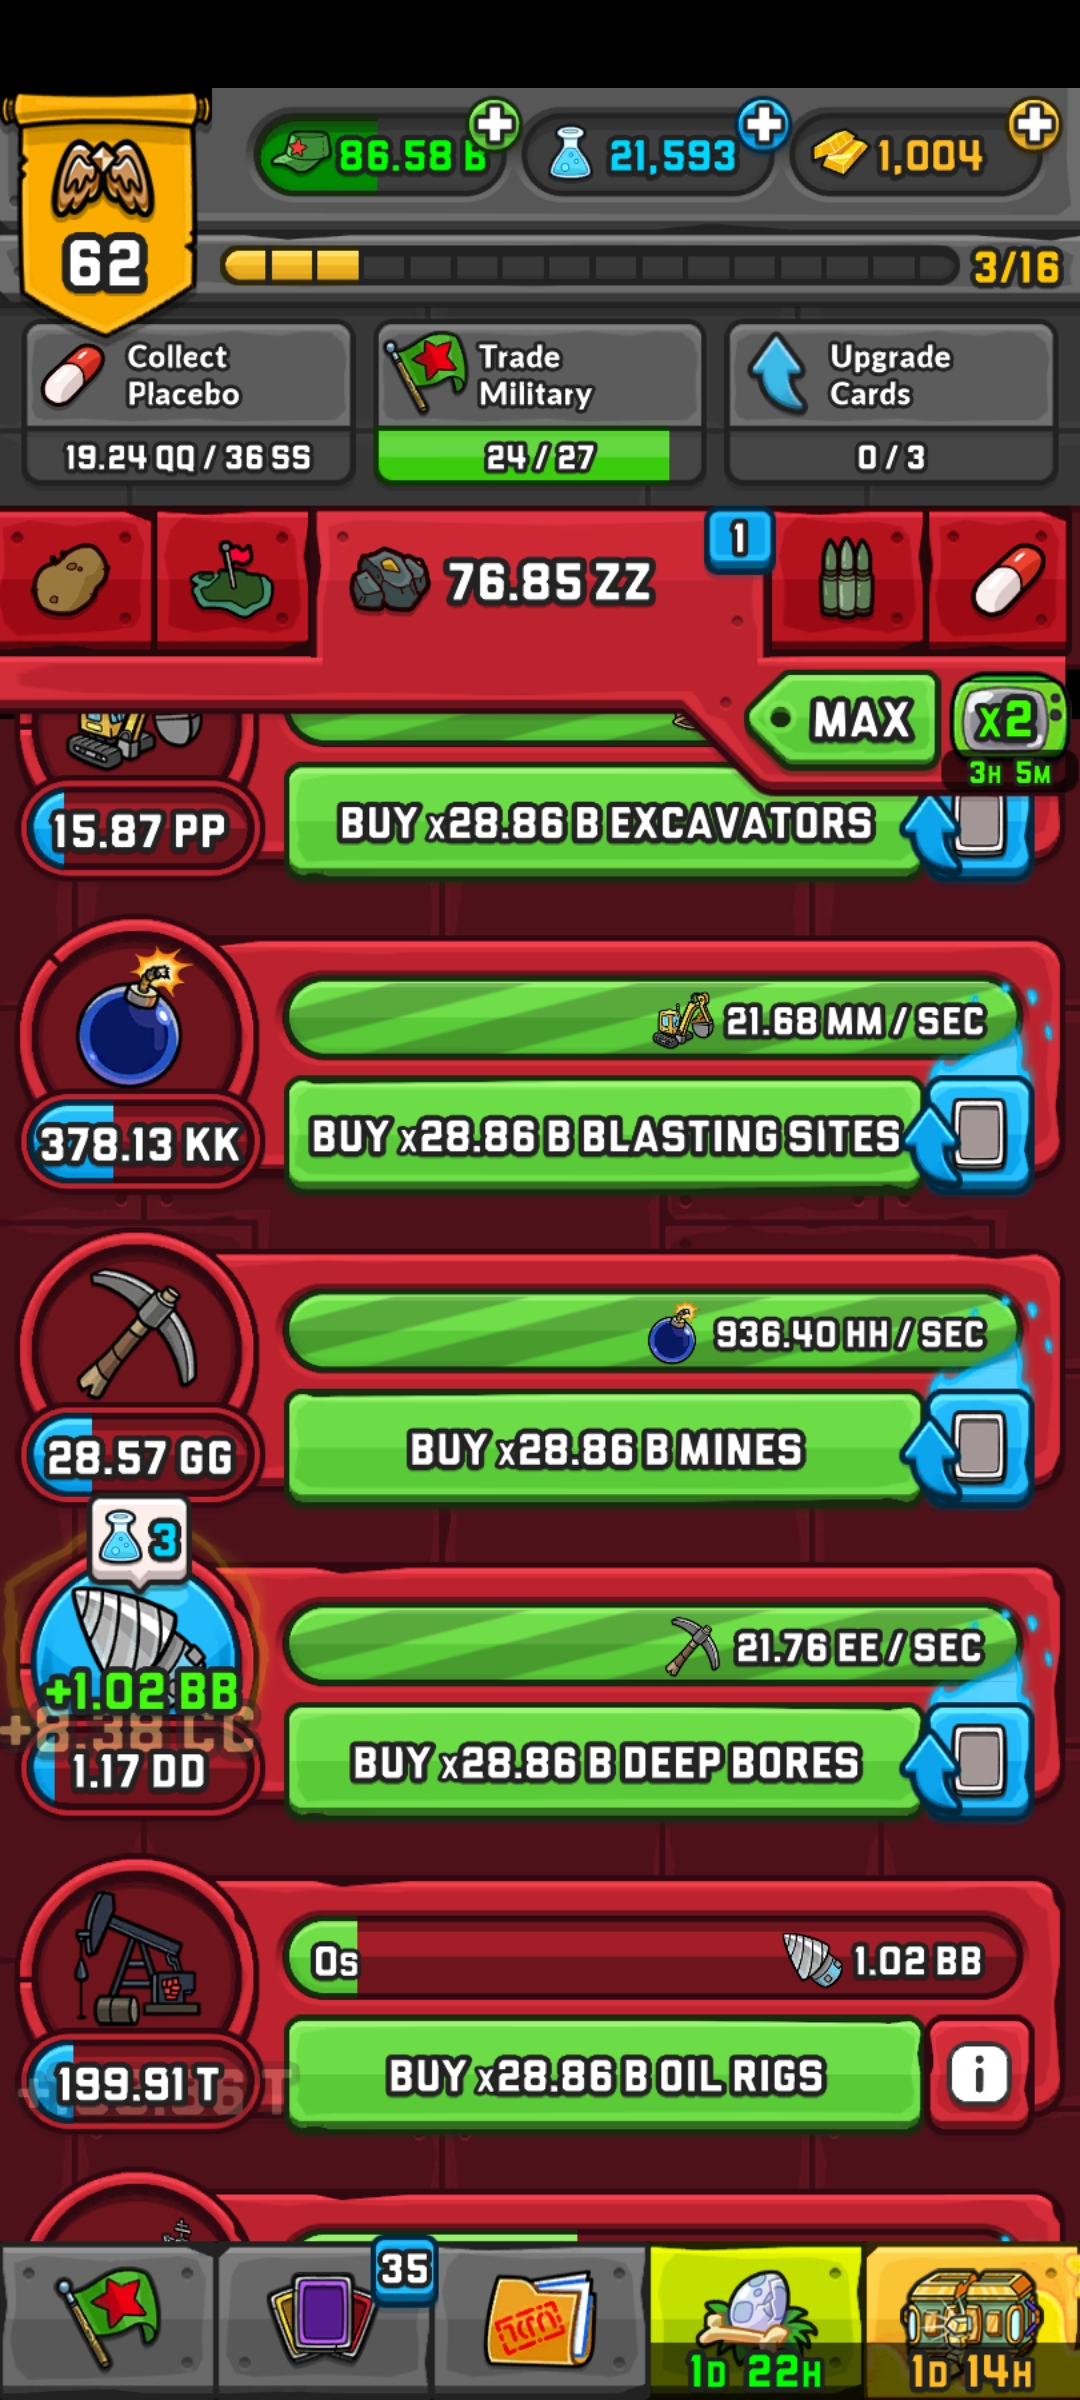 86.58 B
21,593
1,004
62
3/16
Collect
Placebo
Trade
Military
Upgrade
Cards
19.24 QQ / 36 SS
24 / 27
0 / 3
76.85 ZZ
1
MAX
x2
3H 5M
15.87 PP
BUY x28.86 B EXCAVATORS
21.68 MM / SEC
378.13 KK
BUY x28.86 B BLASTING SITES
936.40 HH / SEC
28.57 GG
BUY x28.86 B MINES
3
21.76 EE / SEC
+1.02 BB
+8.38 CC
1.17 DD
BUY x28.86 B DEEP BORES
0s
1.02 BB
199.91 T
BUY x28.86 B OIL RIGS
i
35
1D 22H
1D 14H